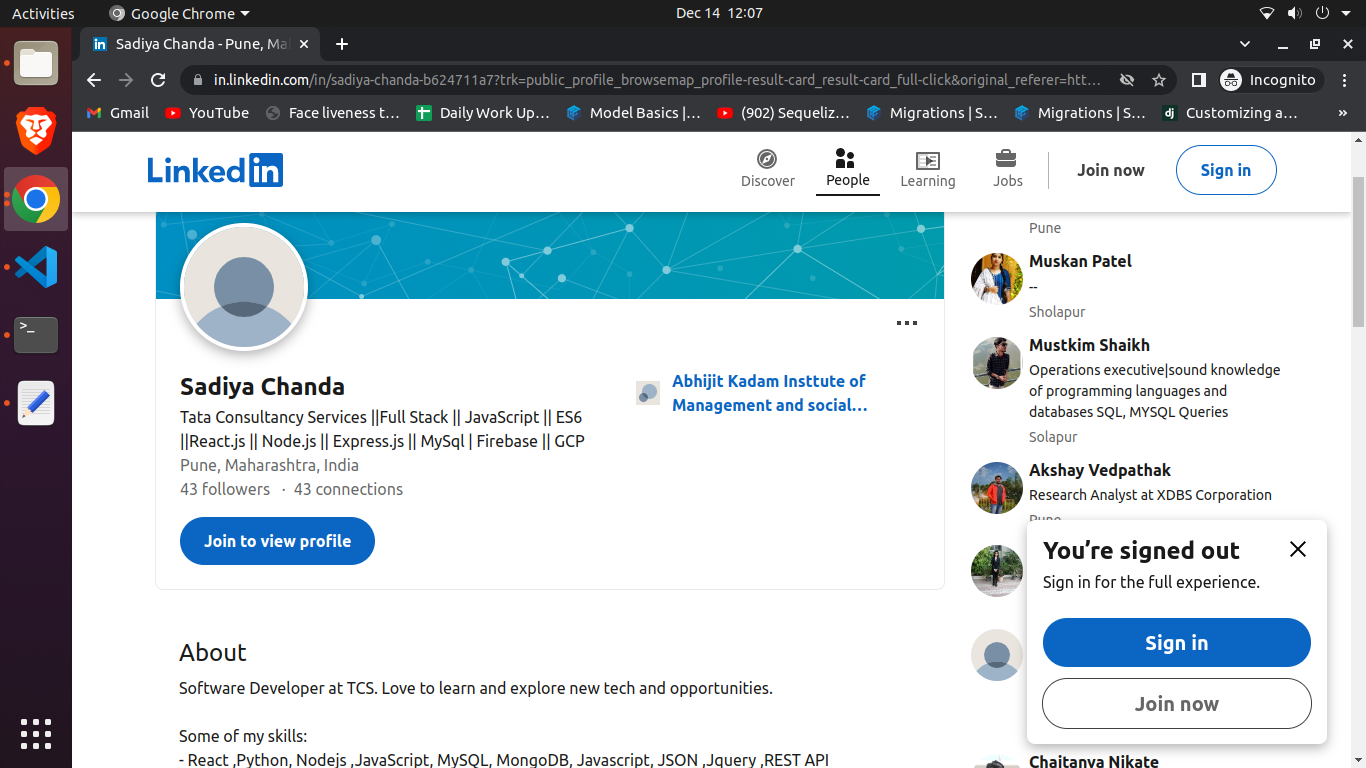 Activities
Google Chrome
Dec 14 12:07
Sadiya Chanda - Pune, Ma
in.linkedin.com/in/sadiya-chanda-b624711a7?trk=public_profile_browsemap_profile-result-card_result-card_full-click&original_referer=htt…
Incognito
Gmail
YouTube
Face liveness t…
Daily Work Up…
Model Basics |…
(902) Sequeliz…
Migrations | S…
Migrations | S…
dj
Customizing a…
»
Linkedin
Discover
People
Learning
Jobs
Join now
Sign in
Sadiya Chanda
Tata Consultancy Services ||Full Stack || JavaScript || ES6
||React.js || Node.js || Express.js || MySql | Firebase || GCP
Pune, Maharashtra, India
43 followers · 43 connections
Join to view profile
Abhijit Kadam Insttute of
Management and social…
About
Software Developer at TCS. Love to learn and explore new tech and opportunities.
Some of my skills:
- React ,Python, Nodejs ,JavaScript, MySQL, MongoDB, Javascript, JSON ,Jquery ,REST API
Pune
Muskan Patel
--
Sholapur
Mustkim Shaikh
Operations executive|sound knowledge
of programming languages and
databases SQL, MYSQL Queries
Solapur
Akshay Vedpathak
Research Analyst at XDBS Corporation
Pune
You’re signed out
Sign in for the full experience.
Sign in
Join now
Chaitanya Nikate